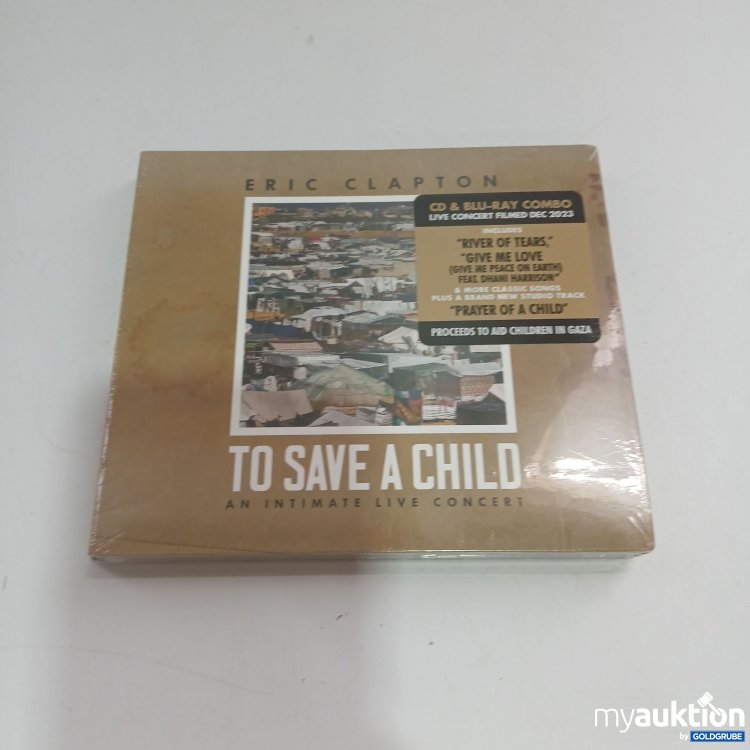 ERIC CLAPTON
CD & BLU-RAY COMBO
LIVE CONCERT FILMED DEC 2023
INCLUDES
"RIVER OF TEARS,"
"GIVE ME LOVE
(GIVE ME PEACE ON EARTH)
FEAT. DHANI HARRISON"
& MORE CLASSIC SONGS
PLUS A BRAND NEW STUDIO TRACK
"PRAYER OF A CHILD"
PROCEEDS TO AID CHILDREN IN GAZA
TO SAVE A CHILD
AN INTIMATE LIVE CONCERT
myauktion
by GOLDGRUBE